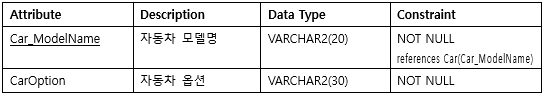 Attribute Description Data Type Constraint
Car_ModelName 자동차 모델명 VARCHAR2(20) NOT NULL
references Car(Car_ModelName)
CarOption 자동차 옵션 VARCHAR2(30) NOT NULL